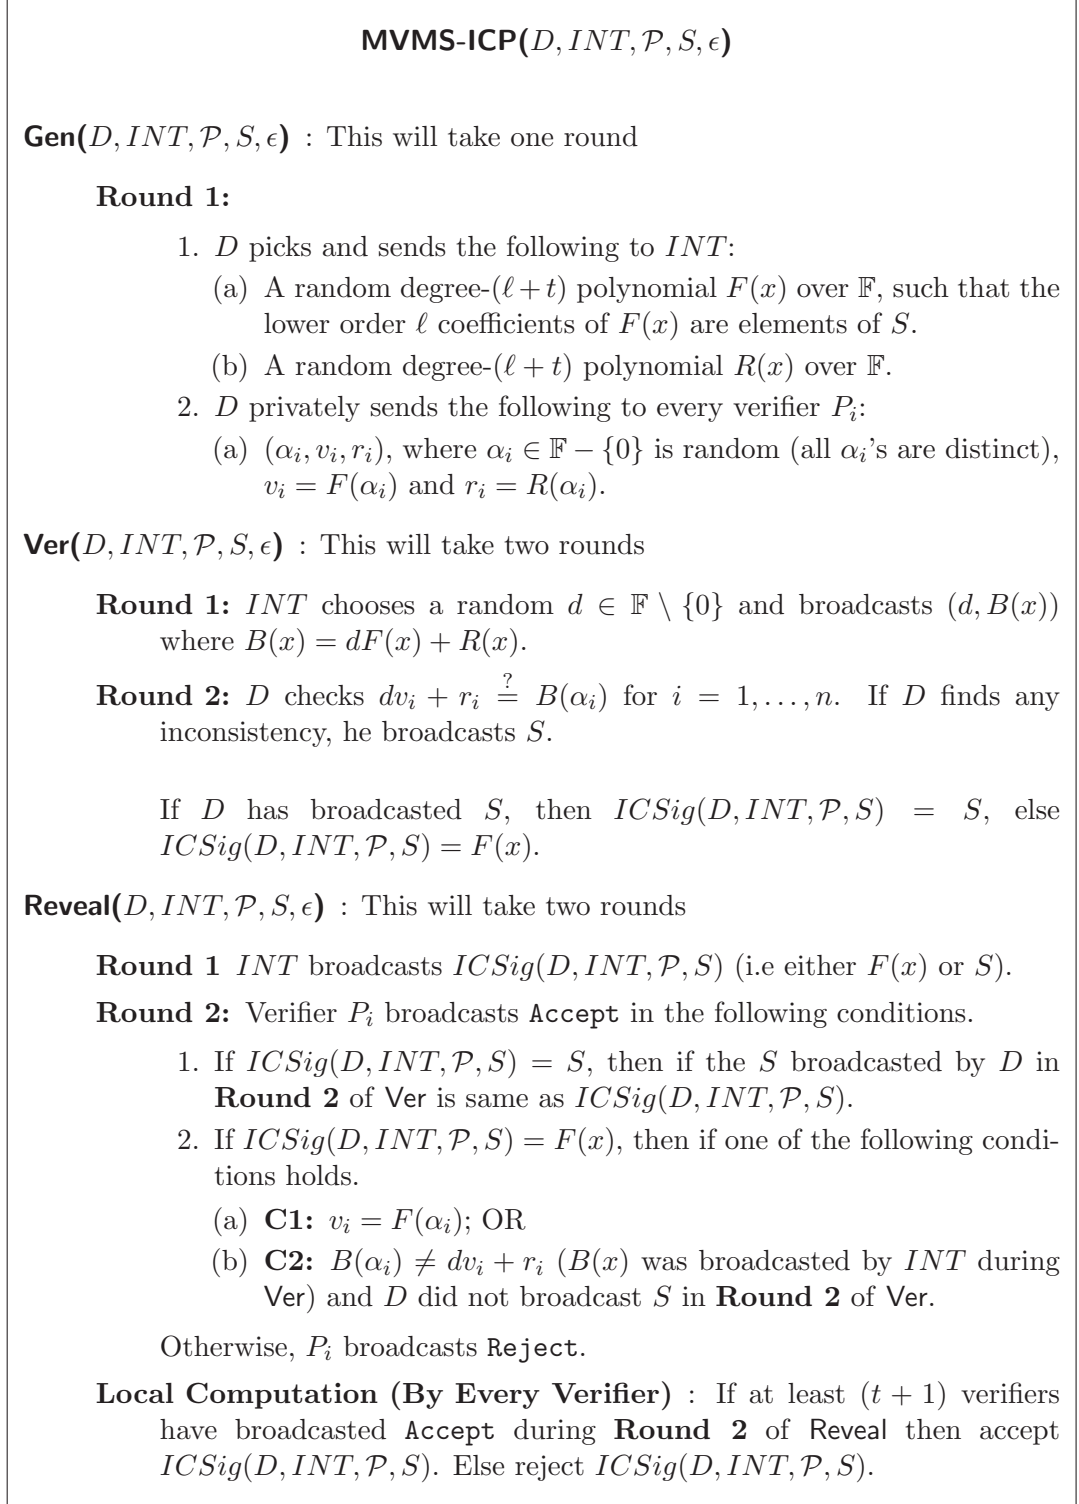 MVMS-ICP(D, INT, 𝒫, S, ϵ)
Gen(D, INT, 𝒫, S, ϵ) : This will take one round
Round 1:
1. D picks and sends the following to INT:
(a) A random degree-(ℓ + t) polynomial F(x) over 𝔽, such that the
lower order ℓ coefficients of F(x) are elements of S.
(b) A random degree-(ℓ + t) polynomial R(x) over 𝔽.
2. D privately sends the following to every verifier P_i:
(a) (α_i, v_i, r_i), where α_i ∈ 𝔽 − {0} is random (all α_i's are distinct),
v_i = F(α_i) and r_i = R(α_i).
Ver(D, INT, 𝒫, S, ϵ) : This will take two rounds
Round 1: INT chooses a random d ∈ 𝔽 \ {0} and broadcasts (d, B(x))
where B(x) = dF(x) + R(x).
Round 2: D checks dv_i + r_i ≟ B(α_i) for i = 1, . . . , n. If D finds any
inconsistency, he broadcasts S.
If D has broadcasted S, then ICSig(D, INT, 𝒫, S) = S, else
ICSig(D, INT, 𝒫, S) = F(x).
Reveal(D, INT, 𝒫, S, ϵ) : This will take two rounds
Round 1 INT broadcasts ICSig(D, INT, 𝒫, S) (i.e either F(x) or S).
Round 2: Verifier P_i broadcasts Accept in the following conditions.
1. If ICSig(D, INT, 𝒫, S) = S, then if the S broadcasted by D in
Round 2 of Ver is same as ICSig(D, INT, 𝒫, S).
2. If ICSig(D, INT, 𝒫, S) = F(x), then if one of the following condi-
tions holds.
(a) C1: v_i = F(α_i); OR
(b) C2: B(α_i) ≠ dv_i + r_i (B(x) was broadcasted by INT during
Ver) and D did not broadcast S in Round 2 of Ver.
Otherwise, P_i broadcasts Reject.
Local Computation (By Every Verifier) : If at least (t + 1) verifiers
have broadcasted Accept during Round 2 of Reveal then accept
ICSig(D, INT, 𝒫, S). Else reject ICSig(D, INT, 𝒫, S).